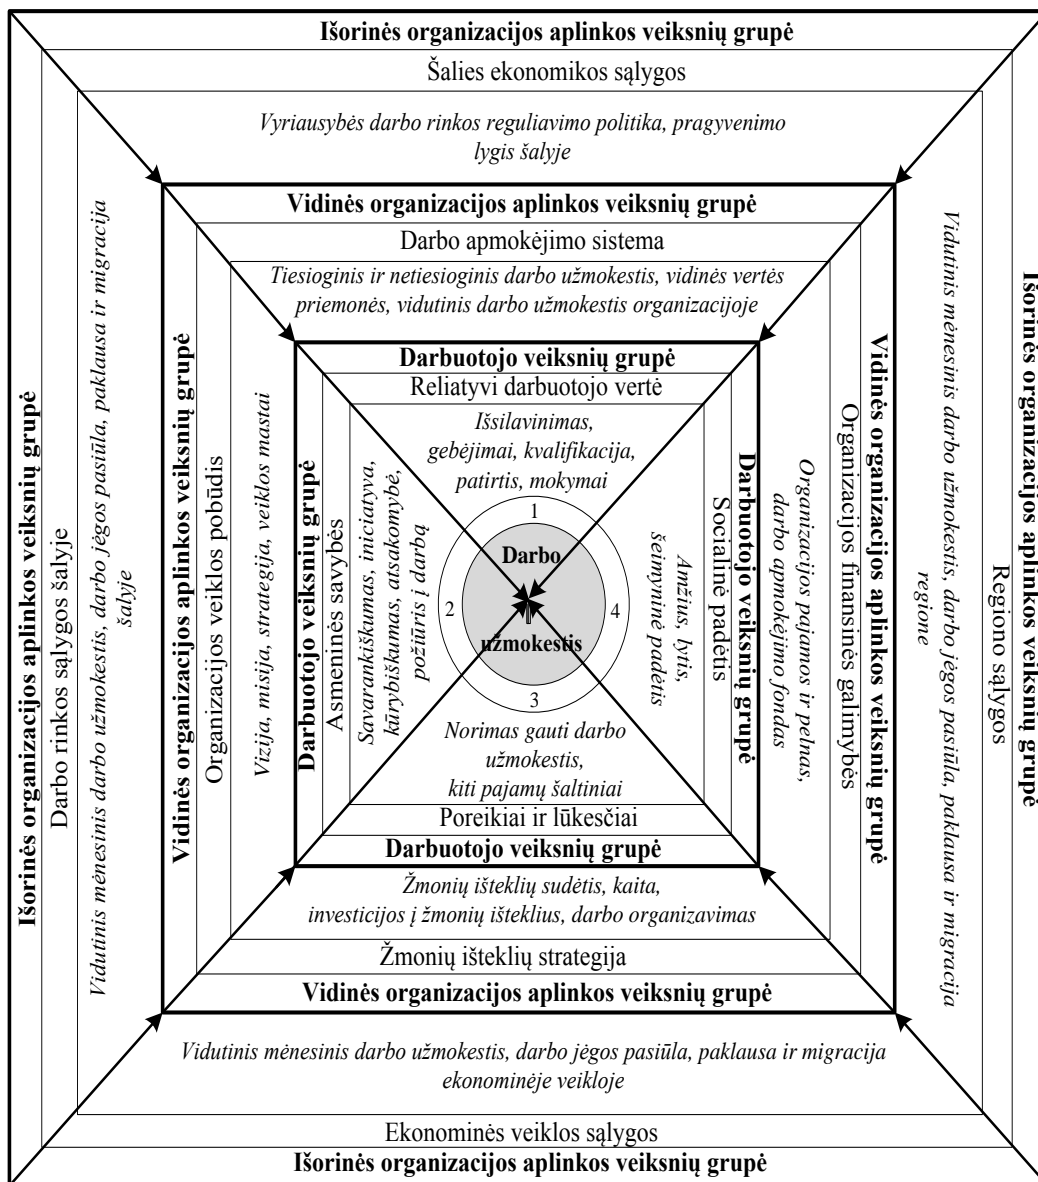 Išorinės organizacijos aplinkos veiksnių grupė
Šalies ekonomikos sąlygos
Vyriausybės darbo rinkos reguliavimo politika, pragyvenimo
lygis šalyje
Vidinės organizacijos aplinkos veiksnių grupė
Darbo apmokėjimo sistema
Tiesioginis ir netiesioginis darbo užmokestis, vidinės vertės
priemonės, vidutinis darbo užmokestis organizacijoje
Darbuotojo veiksnių grupė
Reliatyvi darbuotojo vertė
Išsilavinimas,
gebėjimai, kvalifikacija,
patirtis, mokymai
Išorinės organizacijos aplinkos veiksnių grupė
Darbo rinkos sąlygos šalyje
Vidutinis mėnesinis darbo užmokestis, darbo jėgos pasiūla, paklausa ir migracija
šalyje
Vidinės organizacijos aplinkos veiksnių grupė
Organizacijos veiklos pobūdis
Vizija, misija, strategija, veiklos mastai
Darbuotojo veiksnių grupė
Asmeninės savybės
Savarankiškumas, iniciatyva,
kūrybiškumas, atsakomybė,
požiūris į darbą
1
2
Darbo
užmokestis
4
3
Amžius, lytis,
šeimyninė padėtis
Socialinė padėtis
Darbuotojo veiksnių grupė
Organizacijos pajamos ir pelnas,
darbo apmokėjimo fondas
Organizacijos finansinės galimybės
Vidinės organizacijos aplinkos veiksnių grupė
Vidutinis mėnesinis darbo užmokestis, darbo jėgos pasiūla, paklausa ir migracija
regione
Regiono sąlygos
Išorinės organizacijos aplinkos veiksnių grupė
Norimas gauti darbo
užmokestis,
kiti pajamų šaltiniai
Poreikiai ir lūkesčiai
Darbuotojo veiksnių grupė
Žmonių išteklių sudėtis, kaita,
investicijos į žmonių išteklius, darbo organizavimas
Žmonių išteklių strategija
Vidinės organizacijos aplinkos veiksnių grupė
Vidutinis mėnesinis darbo užmokestis, darbo jėgos pasiūla, paklausa ir migracija
ekonominėje veikloje
Ekonominės veiklos sąlygos
Išorinės organizacijos aplinkos veiksnių grupė